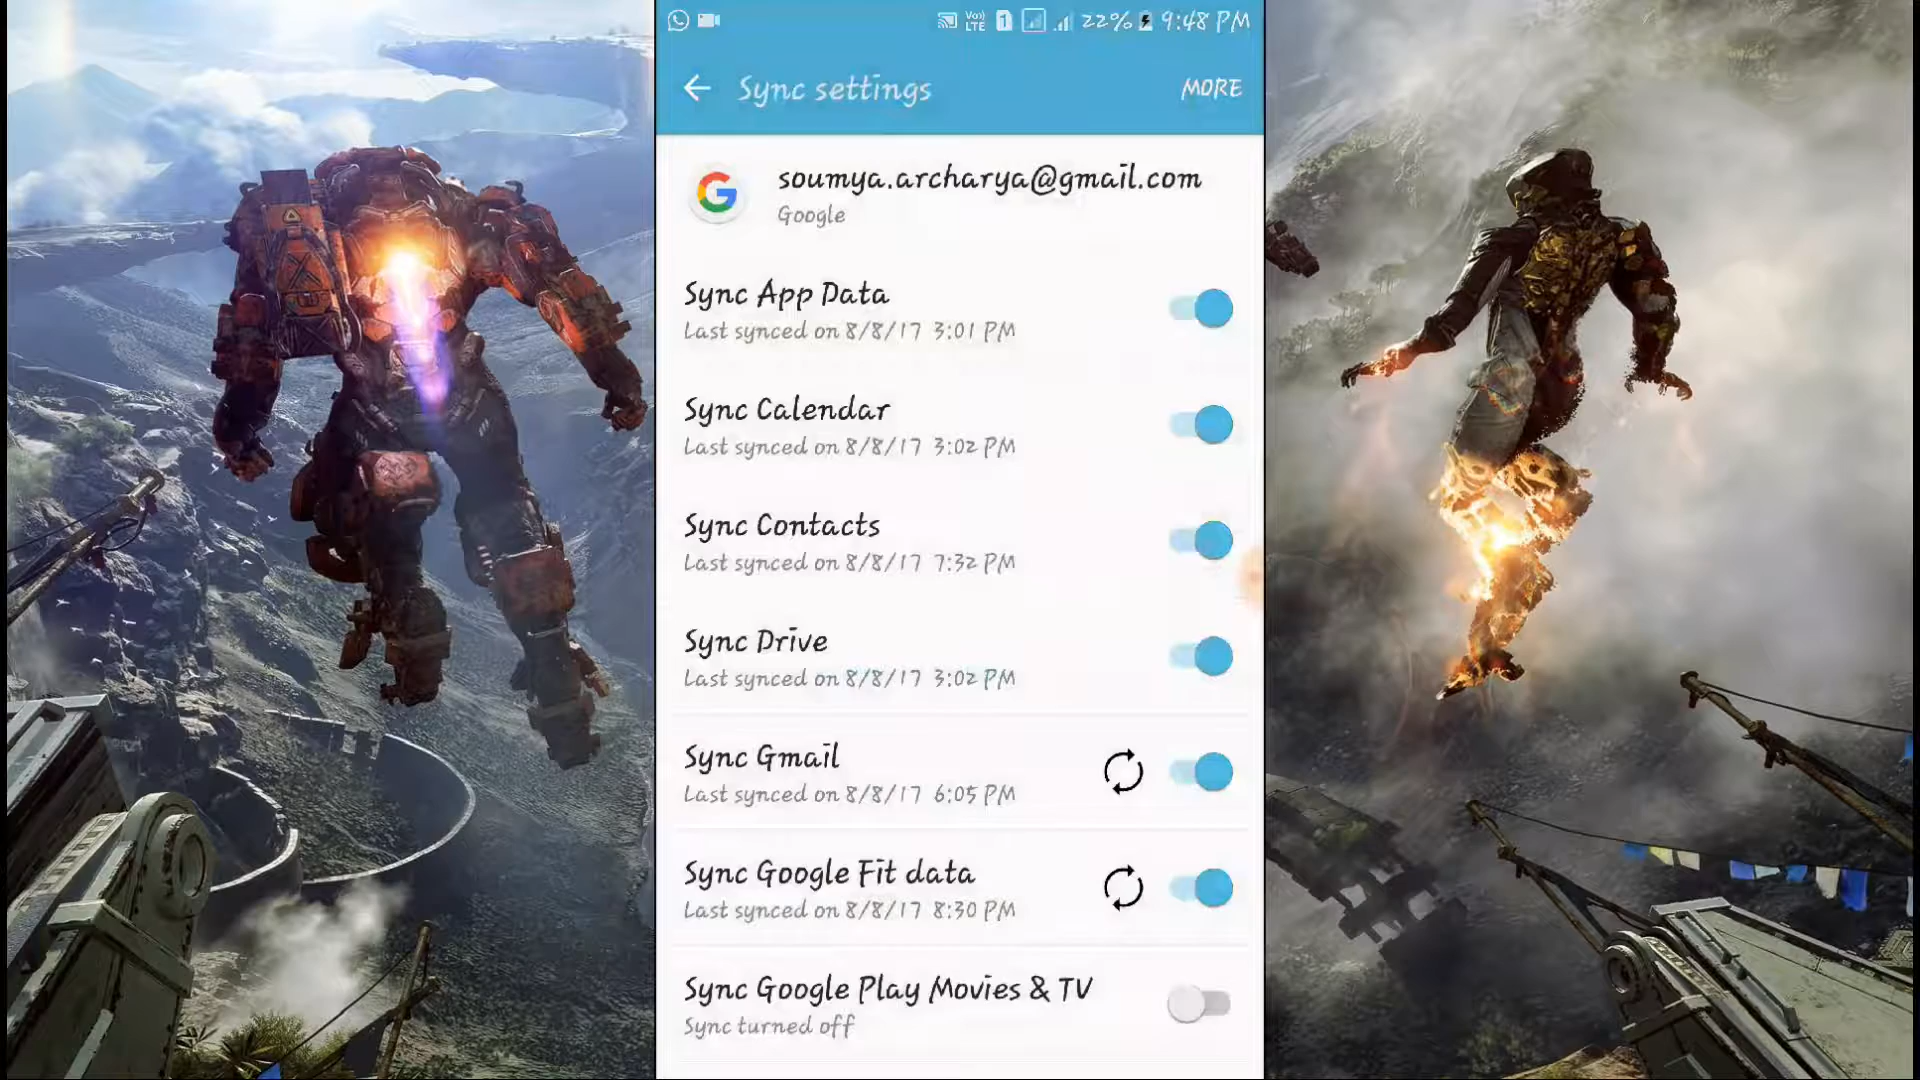 Vo)) LTE 1 22% 9:48 PM
Sync settings MORE
soumya.archarya@gmail.com
Google
Sync App Data
Last synced on 8/8/17 3:01 PM
Sync Calendar
Last synced on 8/8/17 3:02 PM
Sync Contacts
Last synced on 8/8/17 7:32 PM
Sync Drive
Last synced on 8/8/17 3:02 PM
Sync Gmail
Last synced on 8/8/17 6:05 PM
Sync Google Fit data
Last synced on 8/8/17 8:30 PM
Sync Google Play Movies & TV
Sync turned off